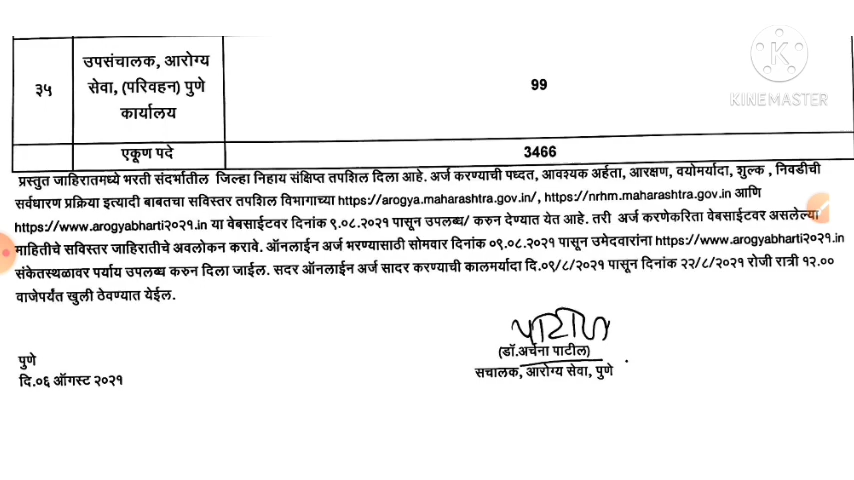 KINEMASTER
३५ उपसंचालक, आरोग्य सेवा, (परिवहन) पुणे कार्यालय 99
एकूण पदे 3466
प्रस्तुत जाहिरातमध्ये भरती संदर्भातील जिल्हा निहाय संक्षिप्त तपशिल दिला आहे. अर्ज करण्याची पध्दत, आवश्यक अर्हता, आरक्षण, वयोमर्यादा, शुल्क , निवडीची
सर्वधारण प्रक्रिया इत्यादी बाबतचा सविस्तर तपशिल विभागाच्या https://arogya.maharashtra.gov.in/, https://nrhm.maharashtra.gov.in आणि
https://www.arogyabharti२०२१.in या वेबसाईटवर दिनांक ९.०८.२०२१ पासून उपलब्ध/ करुन देण्यात येत आहे. तरी अर्ज करणेकरिता वेबसाईटवर असलेल्या
माहितीचे सविस्तर जाहिरातीचे अवलोकन करावे. ऑनलाईन अर्ज भरण्यासाठी सोमवार दिनांक ०९.०८.२०२१ पासून उमेदवारांना https://www.arogyabharti२०२१.in
संकेतस्थळावर पर्याय उपलब्ध करुन दिला जाईल. सदर ऑनलाईन अर्ज सादर करण्याची कालमर्यादा दि.०९/८/२०२१ पासून दिनांक २२/८/२०२१ रोजी रात्री १२.००
वाजेपर्यंत खुली ठेवण्यात येईल.
(डॉ.अर्चना पाटील)
सचालक, आरोग्य सेवा, पुणे
पुणे
दि.०६ ऑगस्ट २०२१